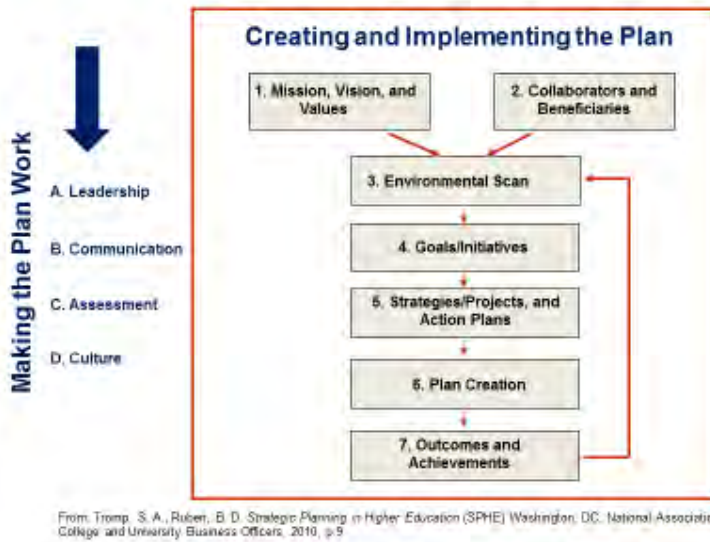 Creating and Implementing the Plan
1. Mission, Vision, and
Values
2. Collaborators and
Beneficiaries
3. Environmental Scan
4. Goals/Initiatives
5. Strategies/Projects, and
Action Plans
6. Plan Creation
7. Outcomes and
Achievements
Making the Plan Work
A. Leadership
B. Communication
C. Assessment
D. Culture
From: Tromp, S. A., Ruben, B. D. Strategic Planning in Higher Education (SPHE) Washington, DC. National
College and University Business Officers, 2010, p.9